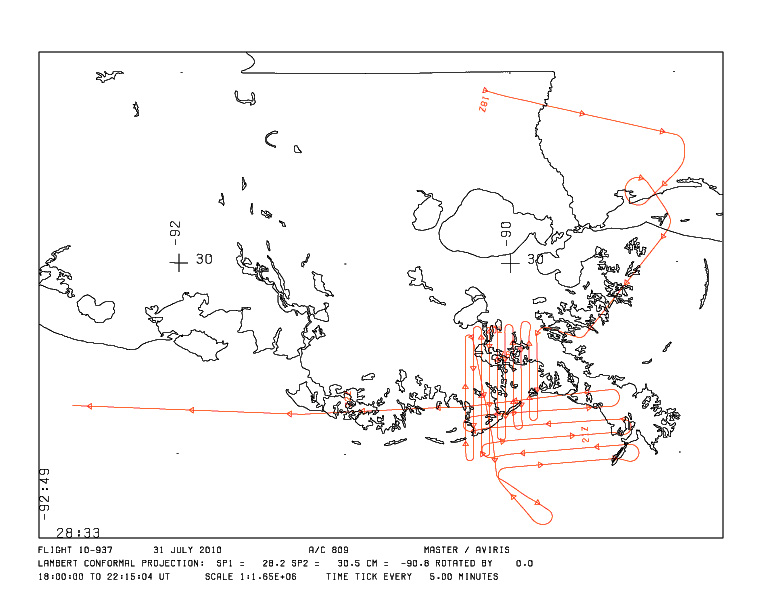 18Z
-92
-90
30
30
21Z
-92:49
28:33
FLIGHT 10-937 31 JULY 2010 A/C 809 MASTER / AVIRIS
LAMBERT CONFORMAL PROJECTION: SP1 = 28.2 SP2 = 30.5 CM = -90.8 ROTATED BY 0.0
18:00:00 TO 22:15:04 UT SCALE 1:1.65E+06 TIME TICK EVERY 5.00 MINUTES